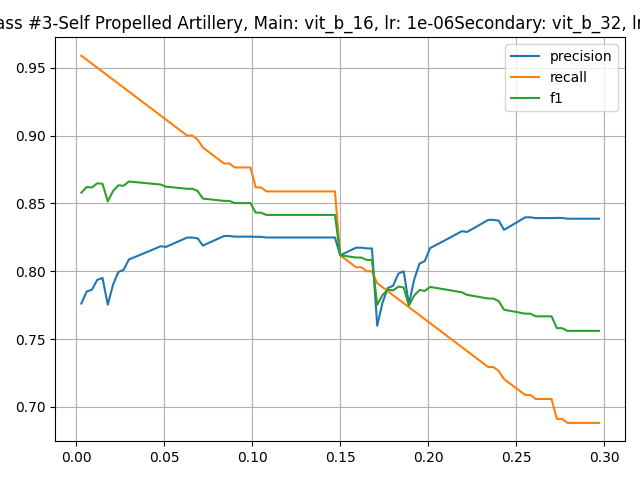 ass #3-Self Propelled Artillery, Main: vit_b_16, lr: 1e-06Secondary: vit_b_32, lr
precision
recall
f1
0.95
0.90
0.85
0.80
0.75
0.70
0.00 0.05 0.10 0.15 0.20 0.25 0.30